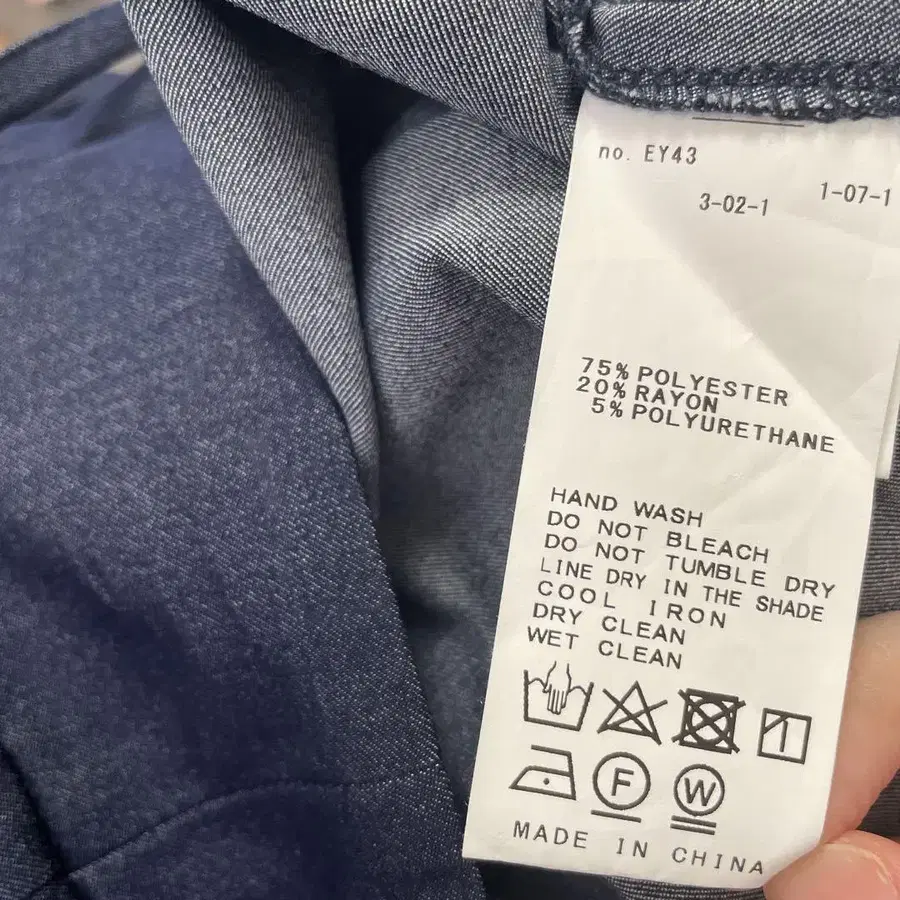 no. EY43
3-02-1 1-07-1
75% POLYESTER
20% RAYON
5% POLYURETHANE
HAND WASH
DO NOT BLEACH
DO NOT TUMBLE DRY
LINE DRY IN THE SHADE
COOL IRON
DRY CLEAN
WET CLEAN
F W
MADE IN CHINA